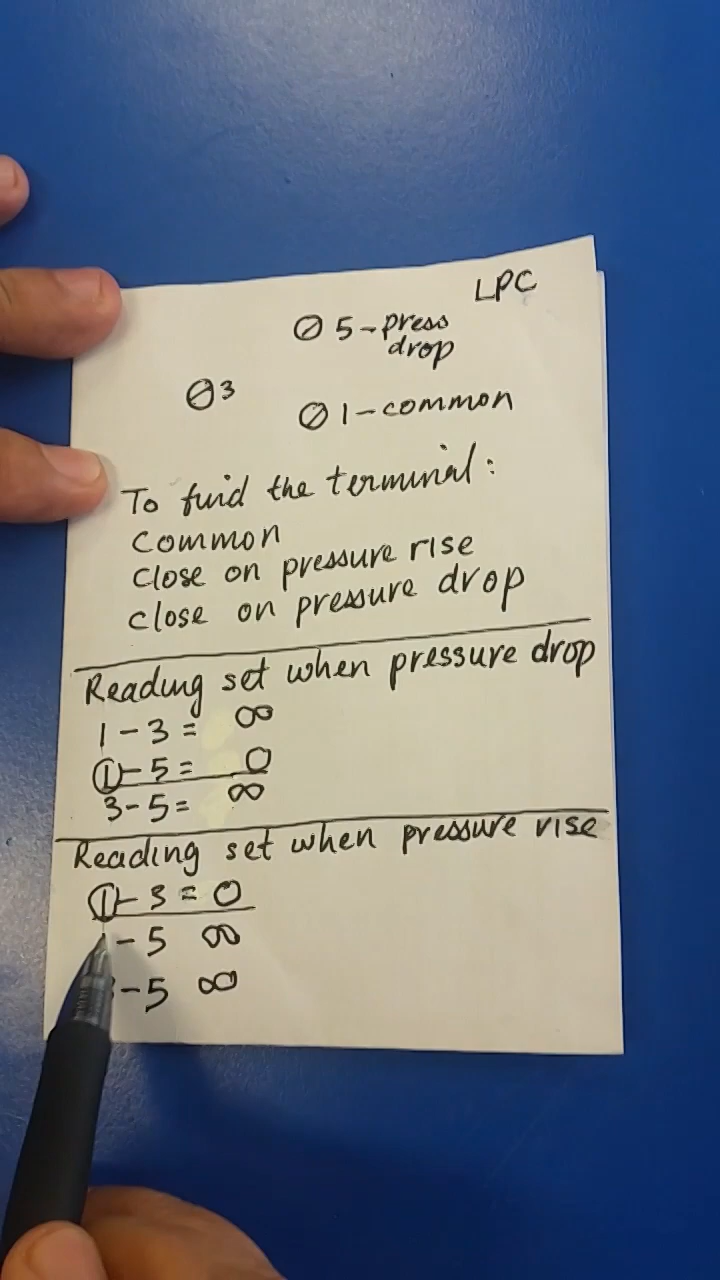 LPC
⊘ 5-press
drop
⊘3
⊘ 1-common
To find the terminal:
common
close on pressure rise
close on pressure drop
Reading set when pressure drop
1-3= ∞
1-5= 0
3-5= ∞
Reading set when pressure rise
1-3=0
-5 ∞
-5 ∞